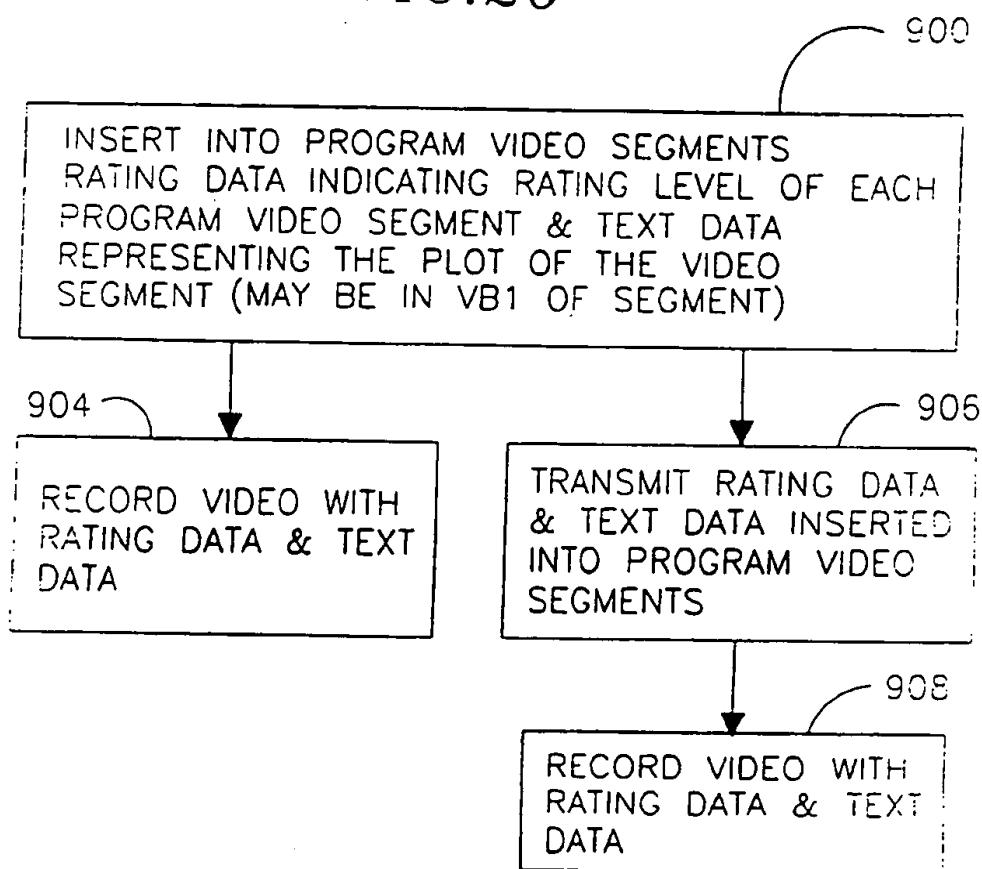 900
INSERT INTO PROGRAM VIDEO SEGMENTS
RATING DATA INDICATING RATING LEVEL OF EACH
PROGRAM VIDEO SEGMENT & TEXT DATA
REPRESENTING THE PLOT OF THE VIDEO
SEGMENT (MAY BE IN VB1 OF SEGMENT)
904
RECORD VIDEO WITH
RATING DATA & TEXT
DATA
906
TRANSMIT RATING DATA
& TEXT DATA INSERTED
INTO PROGRAM VIDEO
SEGMENTS
908
RECORD VIDEO WITH
RATING DATA & TEXT
DATA